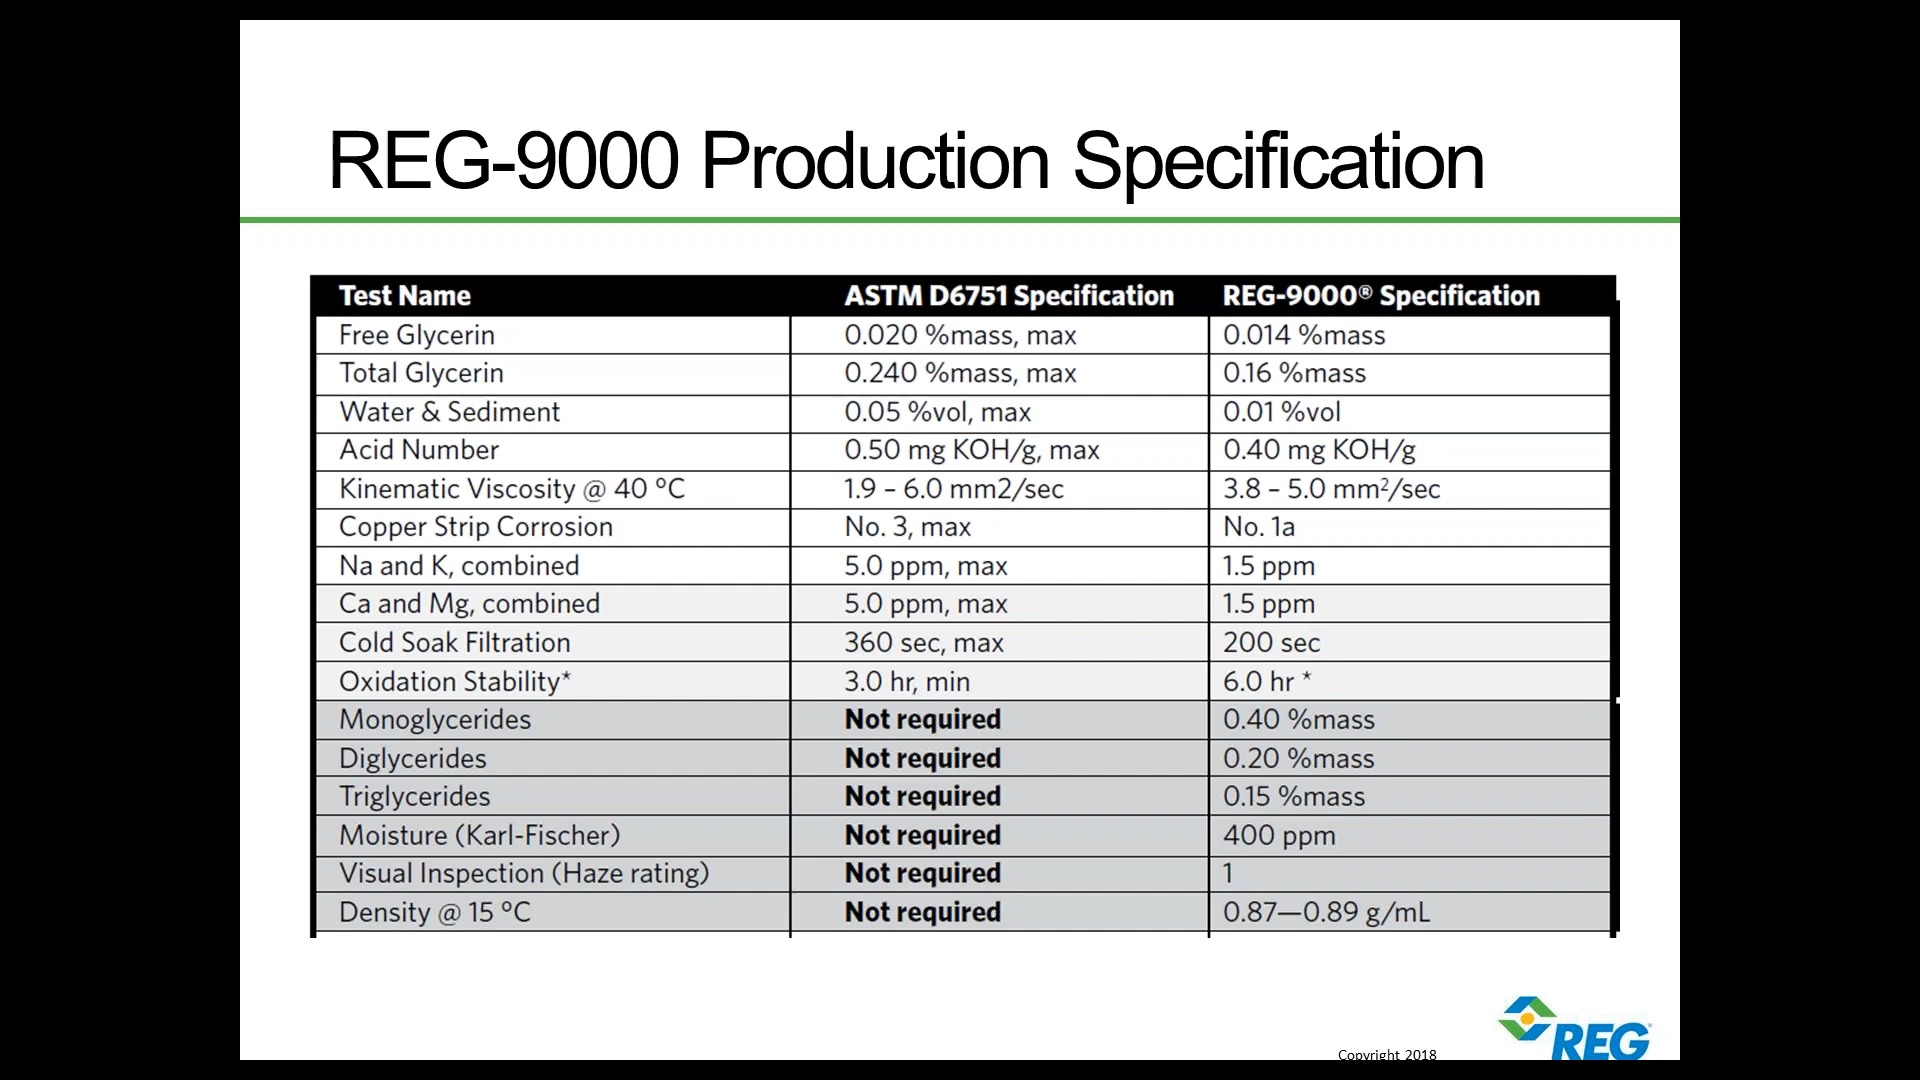 REG-9000 Production Specification
Test Name ASTM D6751 Specification REG-9000® Specification
Free Glycerin 0.020 %mass, max 0.014 %mass
Total Glycerin 0.240 %mass, max 0.16 %mass
Water & Sediment 0.05 %vol, max 0.01 %vol
Acid Number 0.50 mg KOH/g, max 0.40 mg KOH/g
Kinematic Viscosity @ 40 °C 1.9 – 6.0 mm2/sec 3.8 – 5.0 mm²/sec
Copper Strip Corrosion No. 3, max No. 1a
Na and K, combined 5.0 ppm, max 1.5 ppm
Ca and Mg, combined 5.0 ppm, max 1.5 ppm
Cold Soak Filtration 360 sec, max 200 sec
Oxidation Stability* 3.0 hr, min 6.0 hr *
Monoglycerides Not required 0.40 %mass
Diglycerides Not required 0.20 %mass
Triglycerides Not required 0.15 %mass
Moisture (Karl-Fischer) Not required 400 ppm
Visual Inspection (Haze rating) Not required 1
Density @ 15 °C Not required 0.87—0.89 g/mL
REG
Copyright 2018